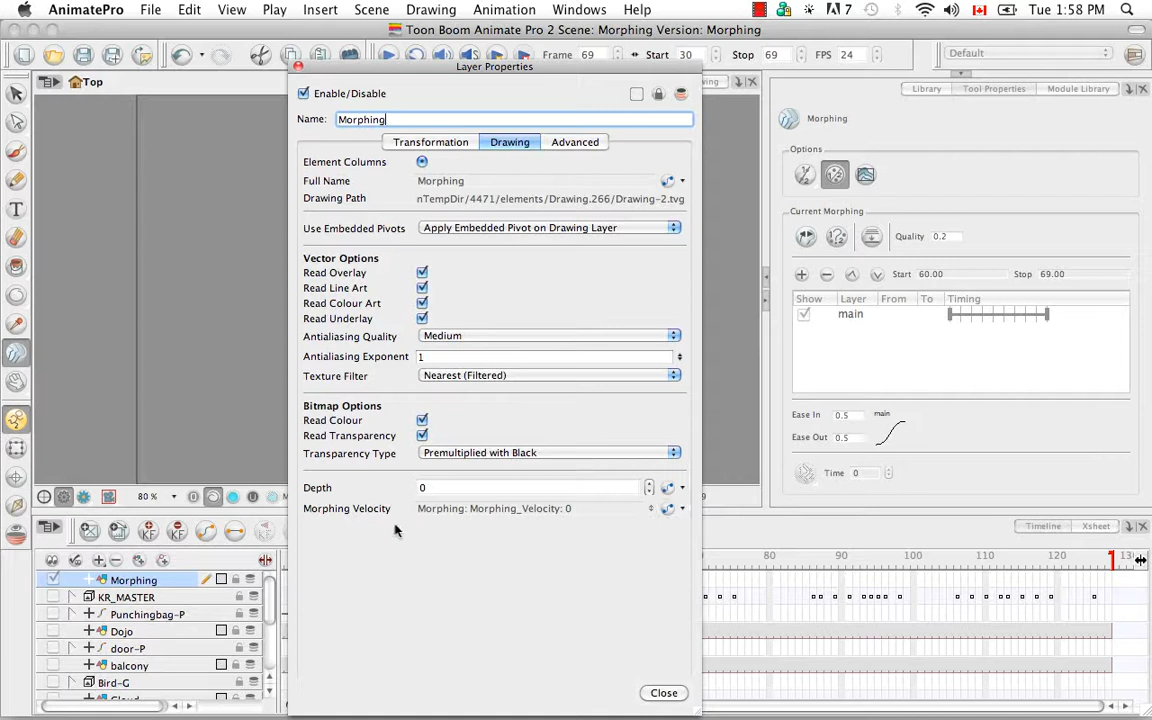 AnimatePro File Edit View Play Insert Scene Drawing Animation Windows Help 7 Tue 1:58 PM
Toon Boom Animate Pro 2 Scene: Morphing Version: Morphing
Frame 69 Start 30 Stop 69 FPS 24 Default
Top
Layer Properties
Library Tool Properties Module Library
Enable/Disable
Name: Morphing
Transformation Drawing Advanced
Element Columns
Full Name Morphing
Drawing Path nTempDir/4471/elements/Drawing.266/Drawing-2.tvg
Use Embedded Pivots Apply Embedded Pivot on Drawing Layer
Vector Options
Read Overlay
Read Line Art
Read Colour Art
Read Underlay
Antialiasing Quality Medium
Antialiasing Exponent 1
Texture Filter Nearest (Filtered)
Bitmap Options
Read Colour
Read Transparency
Transparency Type Premultiplied with Black
Depth 0
Morphing Velocity Morphing: Morphing_Velocity: 0
Close
Morphing
Options
Current Morphing
Quality 0.2
Start 60.00 Stop 69.00
Show Layer From To Timing
main
Ease In 0.5 main
Ease Out 0.5
Time 0
80 %
Timeline Xsheet
80 90 100 110 120
Morphing
KR_MASTER
Punchingbag-P
Dojo
door-P
balcony
Bird-G
Cloud